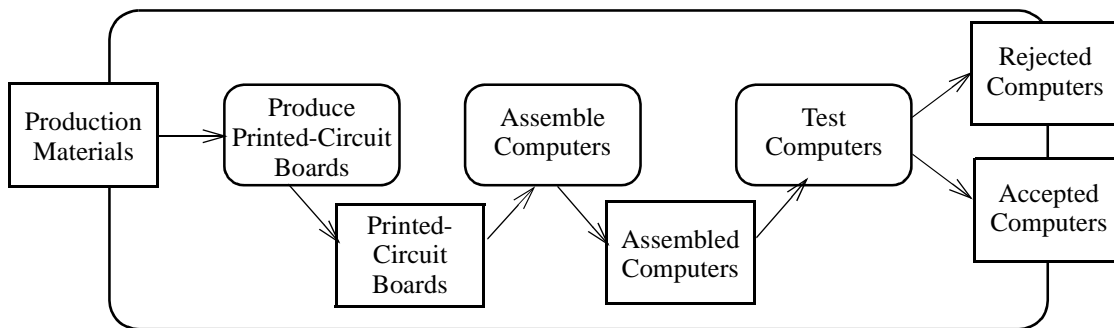 Production
Materials
Produce
Printed-Circuit
Boards
Printed-
Circuit
Boards
Assemble
Computers
Assembled
Computers
Test
Computers
Rejected
Computers
Accepted
Computers